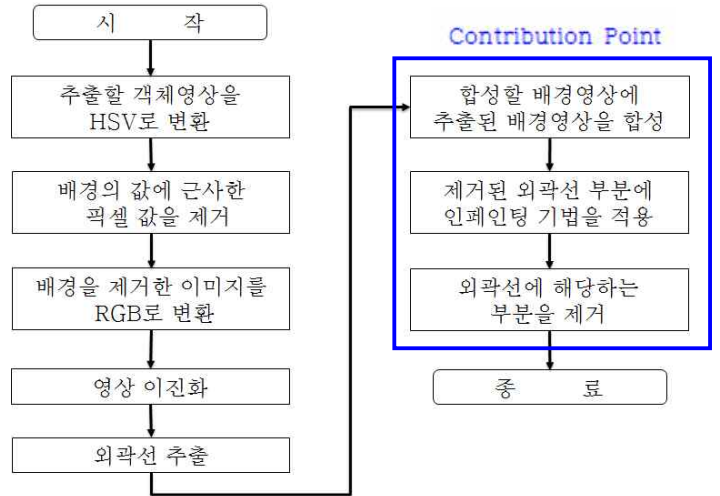 시 작
추출할 객체영상을
HSV로 변환
배경의 값에 근사한
픽셀 값을 제거
배경을 제거한 이미지를
RGB로 변환
영상 이진화
외곽선 추출
Contribution Point
합성할 배경영상에
추출된 배경영상을 합성
제거된 외곽선 부분에
인페인팅 기법을 적용
외곽선에 해당하는
부분을 제거
종 료